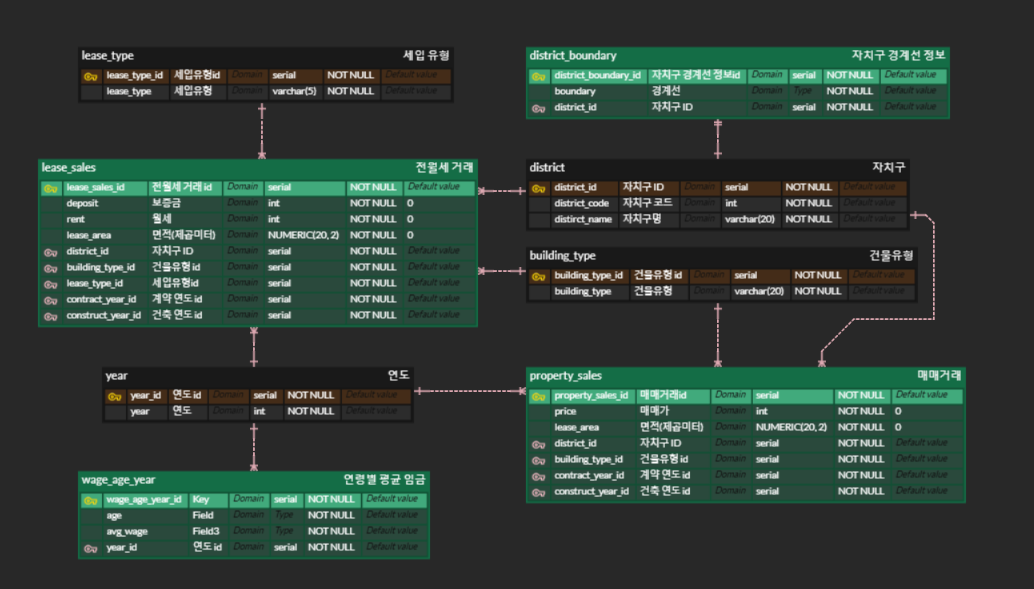 lease_type 세입 유형
lease_type_id 세입유형id Domain serial NOT NULL Default value
lease_type 세입유형 Domain varchar(5) NOT NULL Default value
district_boundary 자치구 경계선 정보
district_boundary_id 자치구 경계선 정보id Domain serial NOT NULL Default value
boundary 경계선 Domain Type NOT NULL Default value
district_id 자치구 ID Domain serial NOT NULL Default value
lease_sales 전월세 거래
lease_sales_id 전월세 거래 id Domain serial NOT NULL Default value
deposit 보증금 Domain int NOT NULL 0
rent 월세 Domain int NOT NULL 0
lease_area 면적(제곱미터) Domain NUMERIC(20, 2) NOT NULL 0
district_id 자치구 ID Domain serial NOT NULL Default value
building_type_id 건물유형 id Domain serial NOT NULL Default value
lease_type_id 세입유형id Domain serial NOT NULL Default value
contract_year_id 계약 연도 id Domain serial NOT NULL Default value
construct_year_id 건축 연도 id Domain serial NOT NULL Default value
district 자치구
district_id 자치구 ID Domain serial NOT NULL Default value
district_code 자치구 코드 Domain int NOT NULL Default value
distirct_name 자치구명 Domain varchar(20) NOT NULL Default value
building_type 건물유형
building_type_id 건물유형 id Domain serial NOT NULL Default value
building_type 건물유형 Domain varchar(20) NOT NULL Default value
year 연도
year_id 연도 id Domain serial NOT NULL Default value
year 연도 Domain int NOT NULL Default value
property_sales 매매거래
property_sales_id 매매거래id Domain serial NOT NULL Default value
price 매매가 Domain int NOT NULL 0
lease_area 면적(제곱미터) Domain NUMERIC(20, 2) NOT NULL 0
district_id 자치구 ID Domain serial NOT NULL Default value
building_type_id 건물유형 id Domain serial NOT NULL Default value
contract_year_id 계약 연도 id Domain serial NOT NULL Default value
construct_year_id 건축 연도 id Domain serial NOT NULL Default value
wage_age_year 연령별 평균 임금
wage_age_year_id Key Domain serial NOT NULL Default value
age Field Domain Type NOT NULL Default value
avg_wage Field3 Domain Type NOT NULL Default value
year_id 연도 id Domain serial NOT NULL Default value